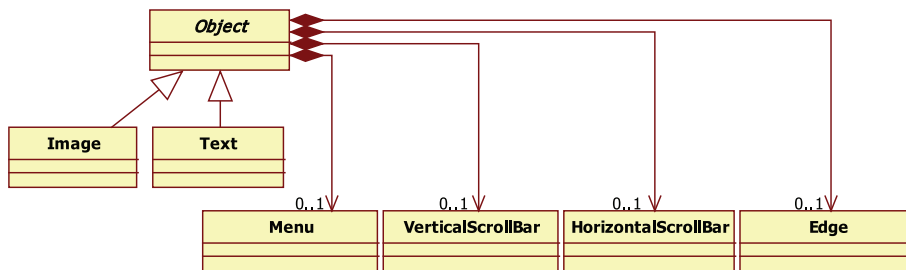 Object
Image
Text
0..1
0..1
0..1
0..1
Menu
VerticalScrollBar
HorizontalScrollBar
Edge